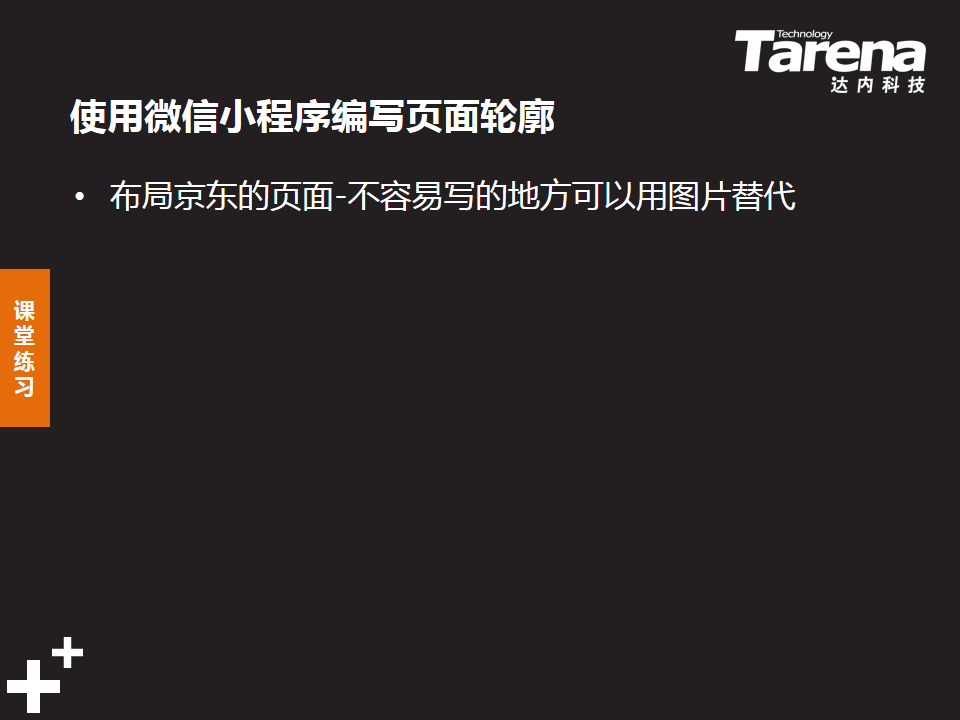 Technology
Tarena
达内科技
使用微信小程序编写页面轮廓
• 布局京东的页面-不容易写的地方可以用图片替代
课堂练习